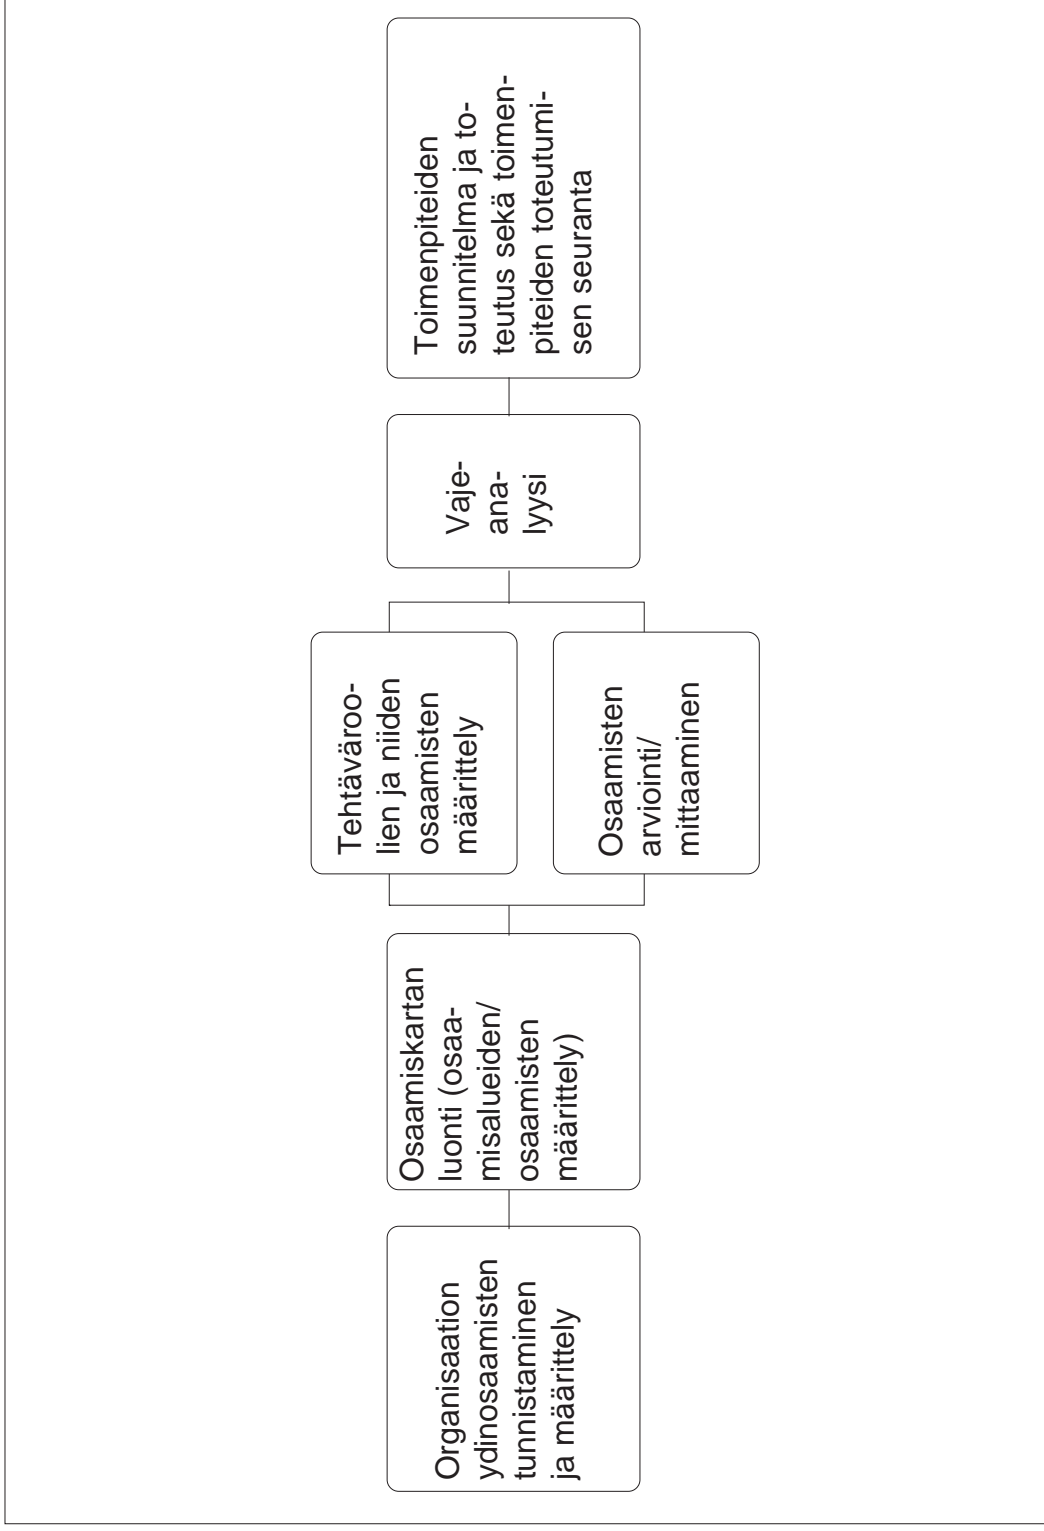 Organisaation
ydinosaamisten
tunnistaminen
ja määrittely
Osaamiskartan
luonti (osaa-
misalueiden/
osaamisten
määrittely)
Tehtäväroo-
lien ja niiden
osaamisten
määrittely
Osaamisten
arviointi/
mittaaminen
Vaje-
ana-
lyysi
Toimenpiteiden
suunnitelma ja to-
teutus sekä toimen-
piteiden toteutumi-
sen seuranta